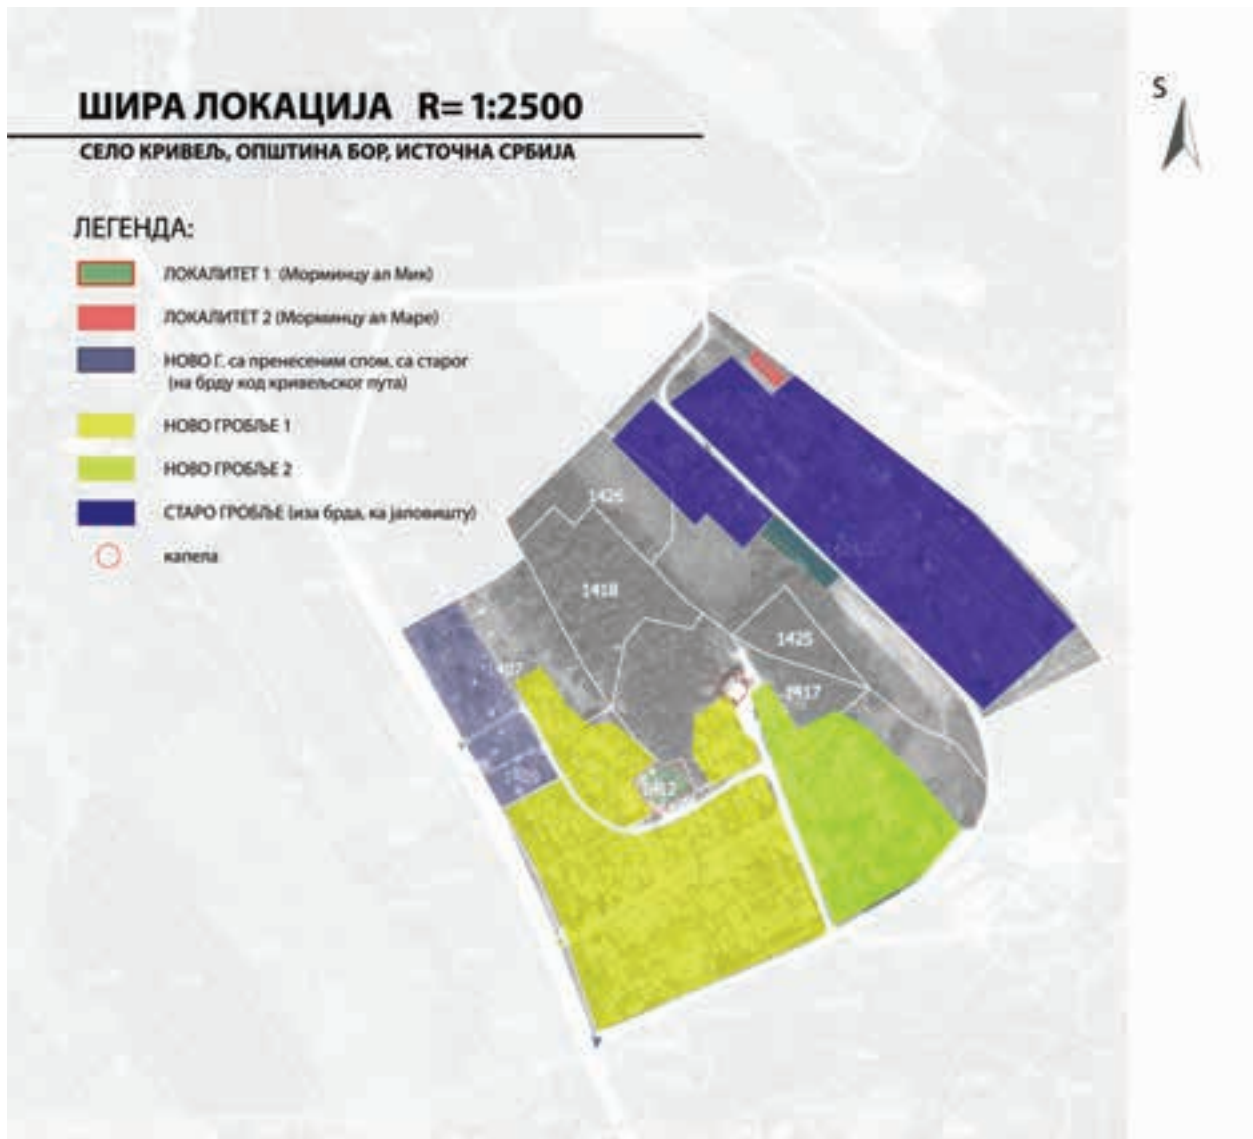 ШИРА ЛОКАЦИЈА R= 1:2500
СЕЛО КРИВЕЉ, ОПШТИНА БОР, ИСТОЧНА СРБИЈА
S
ЛЕГЕНДА:
ЛОКАЛИТЕТ 1 (Морминцу ал Мик)
ЛОКАЛИТЕТ 2 (Морминцу ал Маре)
НОВО Г. са пренесеним спом. са старог
(на брду код кривељског пута)
НОВО ГРОБЉЕ 1
НОВО ГРОБЉЕ 2
СТАРО ГРОБЉЕ (иза брда, ка јаловишту)
капела
1426
1418
1425
1417
1412